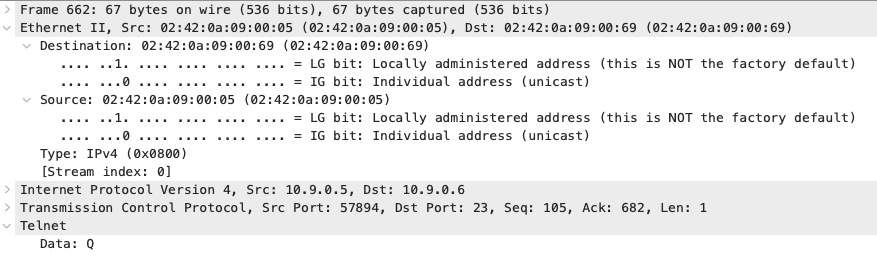 Frame 662: 67 bytes on wire (536 bits), 67 bytes captured (536 bits)
Ethernet II, Src: 02:42:0a:09:00:05 (02:42:0a:09:00:05), Dst: 02:42:0a:09:00:69 (02:42:0a:09:00:69)
Destination: 02:42:0a:09:00:69 (02:42:0a:09:00:69)
.... ..1. .... .... .... .... = LG bit: Locally administered address (this is NOT the factory default)
.... ...0 .... .... .... .... = IG bit: Individual address (unicast)
Source: 02:42:0a:09:00:05 (02:42:0a:09:00:05)
.... ..1. .... .... .... .... = LG bit: Locally administered address (this is NOT the factory default)
.... ...0 .... .... .... .... = IG bit: Individual address (unicast)
Type: IPv4 (0x0800)
[Stream index: 0]
Internet Protocol Version 4, Src: 10.9.0.5, Dst: 10.9.0.6
Transmission Control Protocol, Src Port: 57894, Dst Port: 23, Seq: 105, Ack: 682, Len: 1
Telnet
Data: Q